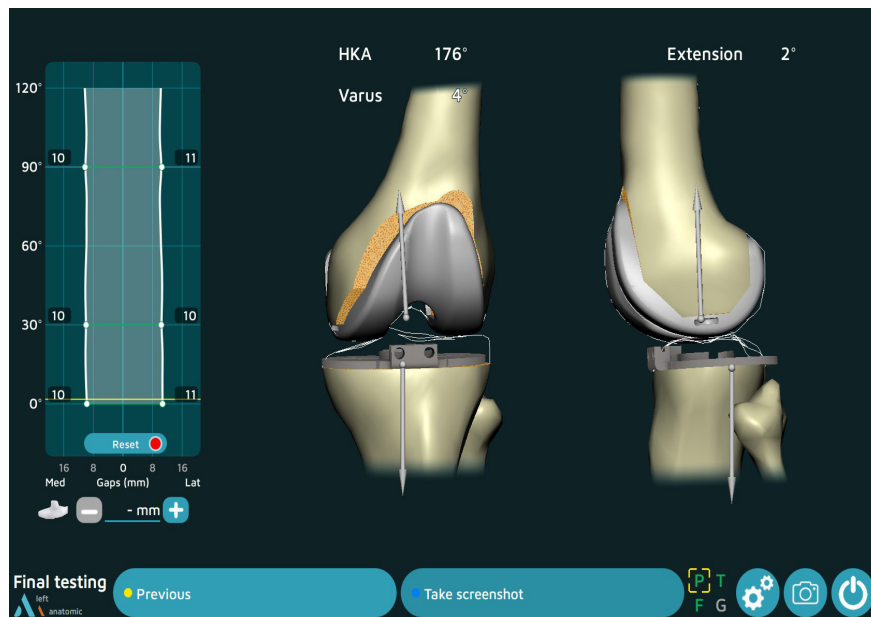 HKA 176°
Varus 4°
Extension 2°
120°
10 90° 11
60°
10 30° 10
10 0° 11
Reset
16 8 0 8 16
Med Gaps (mm) Lat
- mm
Final testing
left
anatomic
Previous
Take screenshot
P T
F G